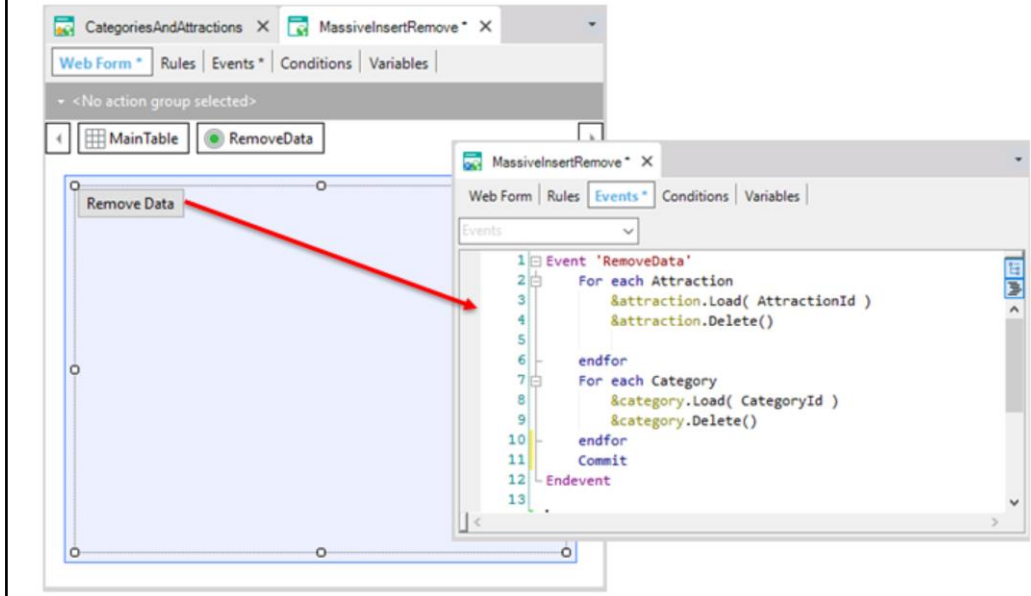 CategoriesAndAttractions X MassiveInsertRemove * X
Web Form * Rules Events * Conditions Variables
<No action group selected>
MainTable RemoveData
Remove Data
MassiveInsertRemove * X
Web Form Rules Events * Conditions Variables
Events
1 Event 'RemoveData'
2 For each Attraction
3 &attraction.Load( AttractionId )
4 &attraction.Delete()
5
6 endfor
7 For each Category
8 &category.Load( CategoryId )
9 &category.Delete()
10 endfor
11 Commit
12 Endevent
13